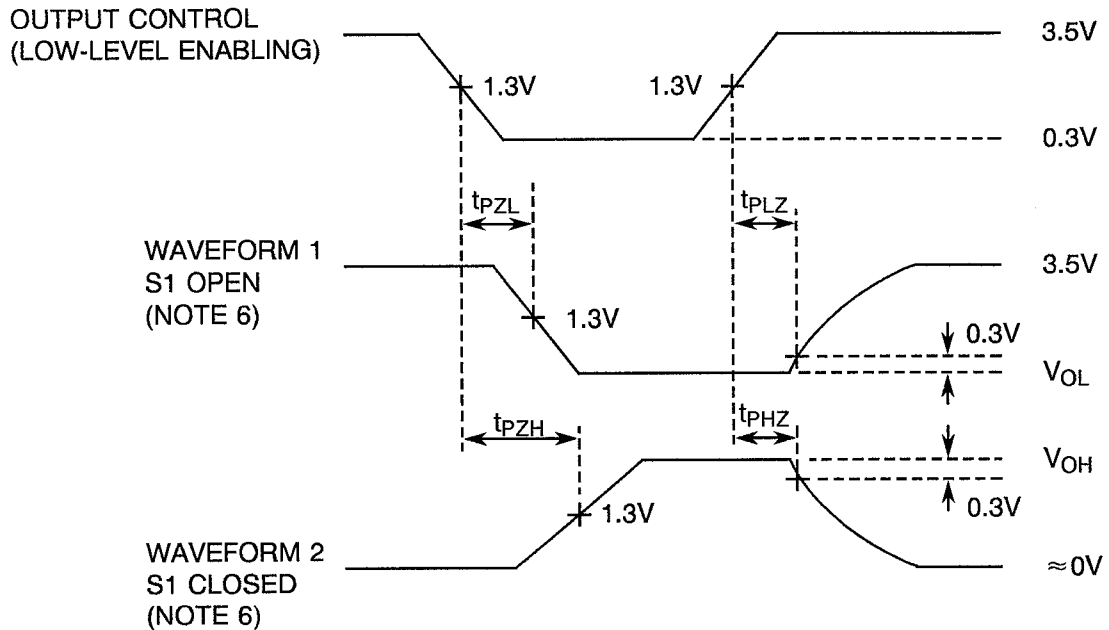 OUTPUT CONTROL
(LOW-LEVEL ENABLING)
3.5V
1.3V
1.3V
0.3V
tPZL
tPLZ
WAVEFORM 1
S1 OPEN
(NOTE 6)
3.5V
1.3V
0.3V
VOL
tPZH
tPHZ
VOH
1.3V
0.3V
WAVEFORM 2
S1 CLOSED
(NOTE 6)
≈0V